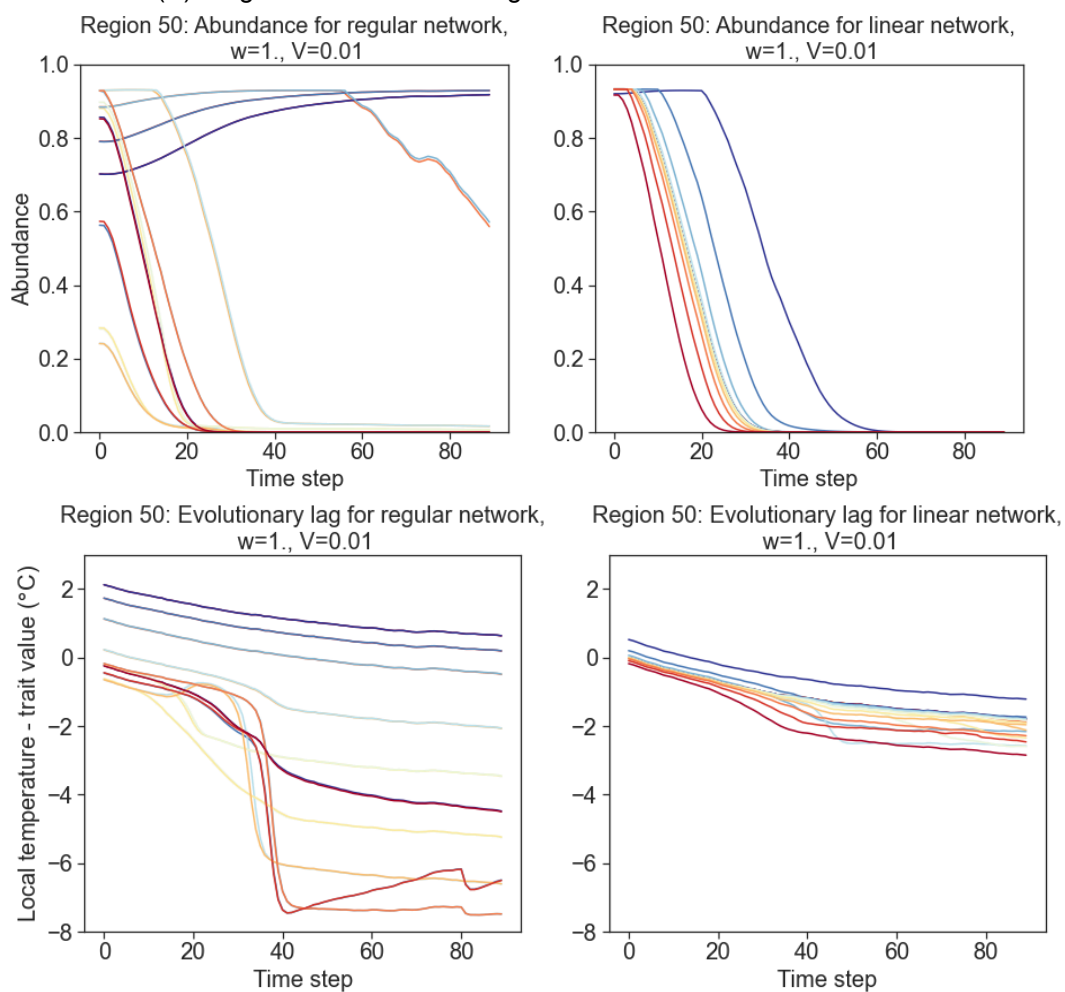 Region 50: Abundance for regular network,
w=1., V=0.01
Region 50: Abundance for linear network,
w=1., V=0.01
Abundance
1.0
0.8
0.6
0.4
0.2
0.0
0 20 40 60 80
Time step
1.0
0.8
0.6
0.4
0.2
0.0
0 20 40 60 80
Time step
Region 50: Evolutionary lag for regular network,
w=1., V=0.01
Region 50: Evolutionary lag for linear network,
w=1., V=0.01
Local temperature - trait value (°C)
2
0
−2
−4
−6
−8
0 20 40 60 80
Time step
2
0
−2
−4
−6
−8
0 20 40 60 80
Time step